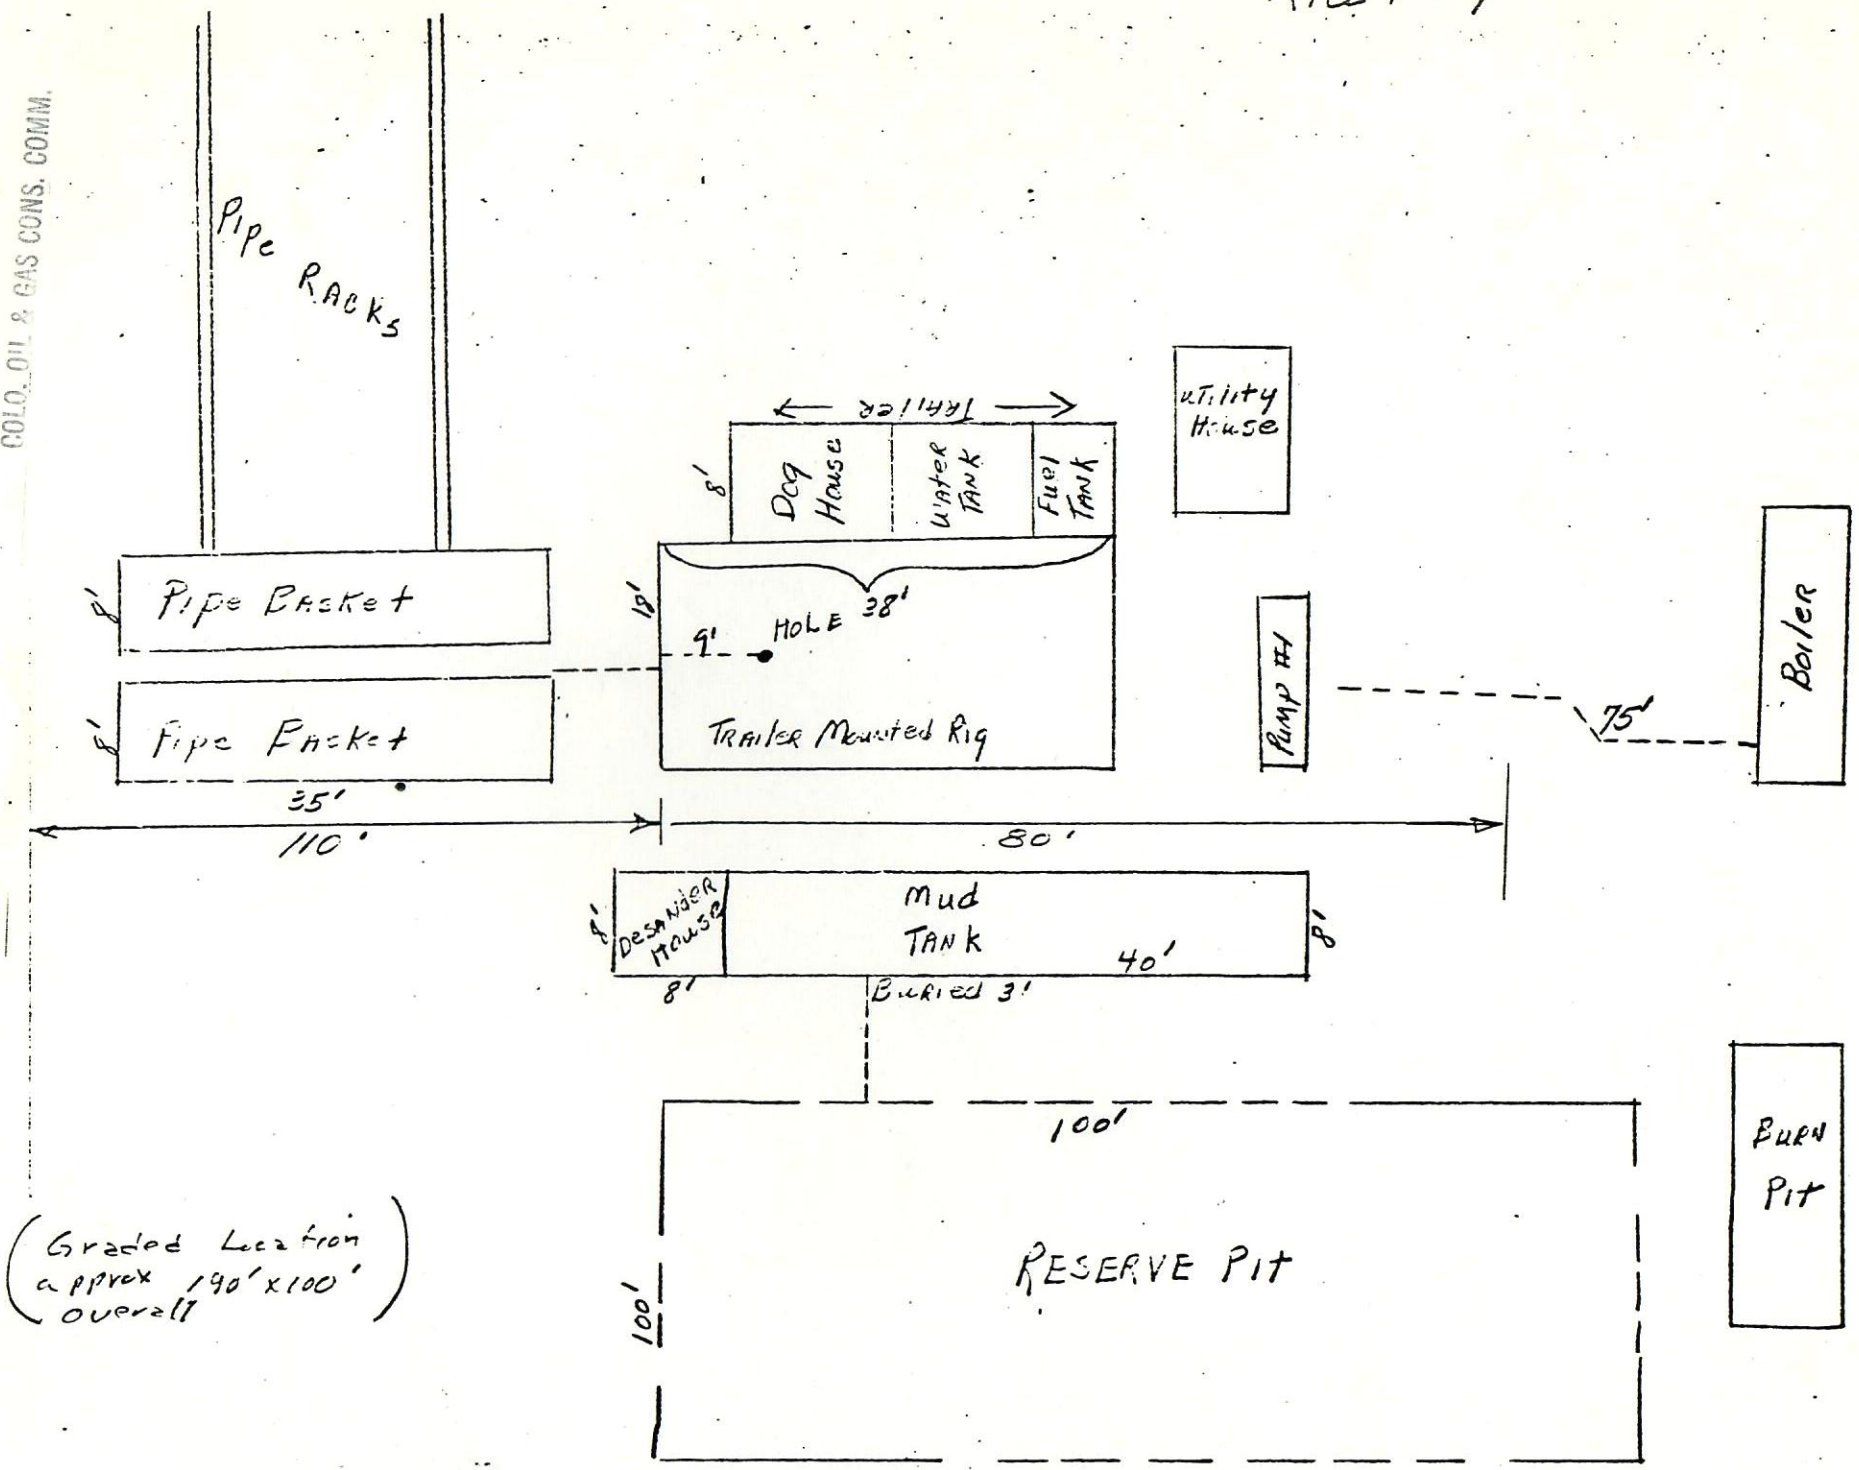 COLO. OIL & GAS CONS. COMM.
PIPe RACKs
TRAilER
uTility
House
8'
Dog
House
WateR
TANK
Fuel
TANK
8'
Pipe BAsket
18'
38'
9'
HOLE
8'
Pipe BAsket
TRAileR Mounted Rig
Pump #1
75'
Boiler
35'
110'
80'
8'
DeSANdeR
House
Mud
TANK
40'
8'
8'
BuRied 3'
100'
BuRN
Pit
(Graded Location
approx 190' x 100'
overall)
100'
RESERVE Pit